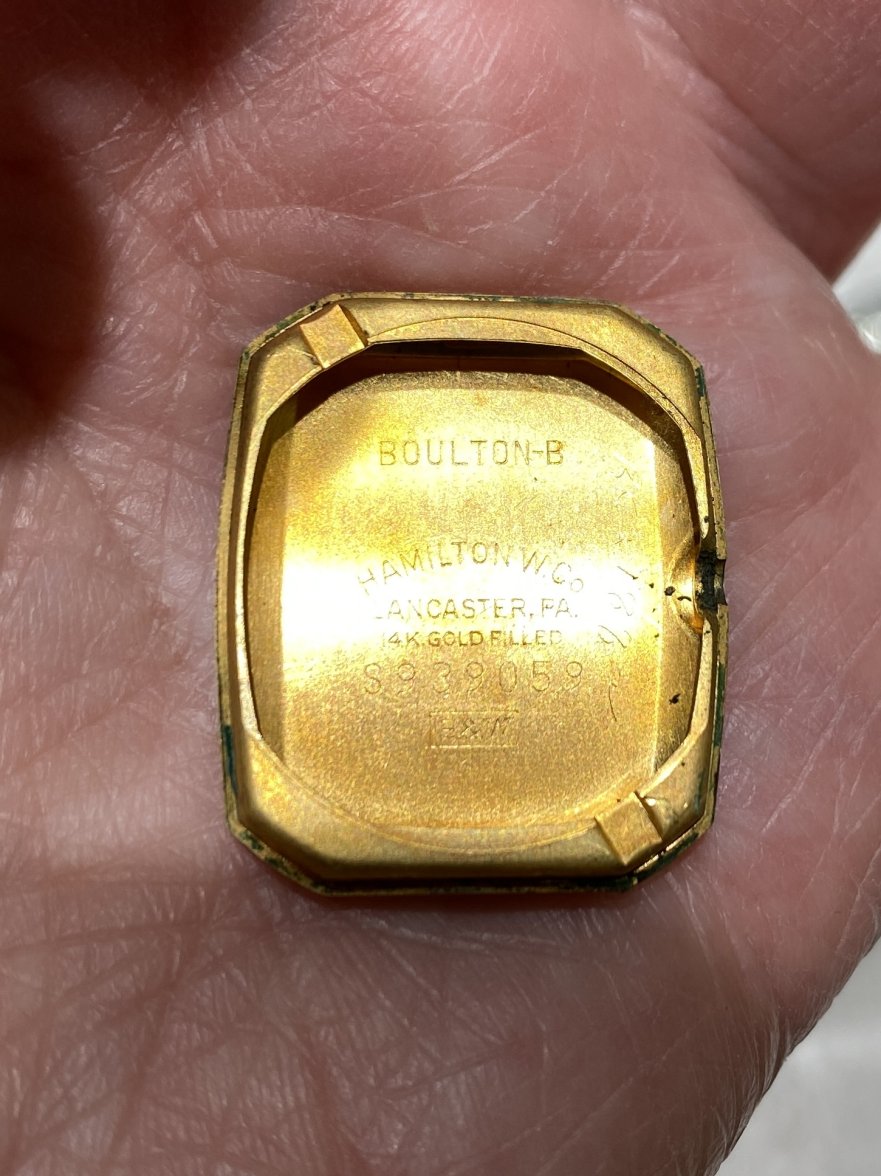 BOULTON-B
HAMILTON W. Co
LANCASTER, PA.
14K. GOLD FILLED
S939059